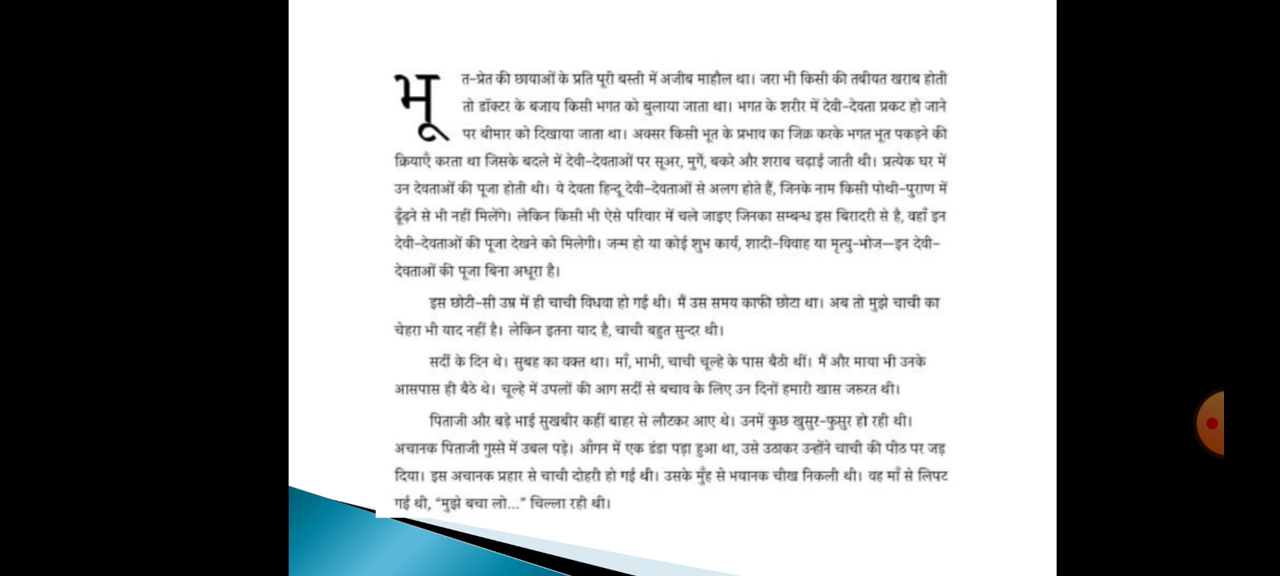 भूत-प्रेत की छायाओं के प्रति पूरी बस्ती में अजीब माहौल था। जरा भी किसी की तबीयत खराब होती
तो डॉक्टर के बजाय किसी भगत को बुलाया जाता था। भगत के शरीर में देवी-देवता प्रकट हो जाने
पर बीमार को दिखाया जाता था। अक्सर किसी भूत के प्रभाव का जिक्र करके भगत भूत पकड़ने की
क्रियाएँ करता था जिसके बदले में देवी-देवताओं पर सूअर, मुर्गे, बकरे और शराब चढ़ाई जाती थी। प्रत्येक घर में
उन देवताओं की पूजा होती थी। ये देवता हिन्दू देवी-देवताओं से अलग होते हैं, जिनके नाम किसी पोथी-पुराण में
ढूँढ़ने से भी नहीं मिलेंगे। लेकिन किसी भी ऐसे परिवार में चले जाइए जिनका सम्बन्ध इस बिरादरी से है, वहाँ इन
देवी-देवताओं की पूजा देखने को मिलेगी। जन्म हो या कोई शुभ कार्य, शादी-विवाह या मृत्यु-भोज—इन देवी-
देवताओं की पूजा बिना अधूरा है।
इस छोटी-सी उम्र में ही चाची विधवा हो गई थी। मैं उस समय काफी छोटा था। अब तो मुझे चाची का
चेहरा भी याद नहीं है। लेकिन इतना याद है, चाची बहुत सुन्दर थी।
सर्दी के दिन थे। सुबह का वक्त था। माँ, भाभी, चाची चूल्हे के पास बैठी थीं। मैं और माया भी उनके
आसपास ही बैठे थे। चूल्हे में उपलों की आग सर्दी से बचाव के लिए उन दिनों हमारी खास जरुरत थी।
पिताजी और बड़े भाई सुखबीर कहीं बाहर से लौटकर आए थे। उनमें कुछ खुसुर-फुसुर हो रही थी।
अचानक पिताजी गुस्से में उबल पड़े। आँगन में एक डंडा पड़ा हुआ था, उसे उठाकर उन्होंने चाची की पीठ पर जड़
दिया। इस अचानक प्रहार से चाची दोहरी हो गई थी। उसके मुँह से भयानक चीख निकली थी। वह माँ से लिपट
गई थी, “मुझे बचा लो...” चिल्ला रही थी।